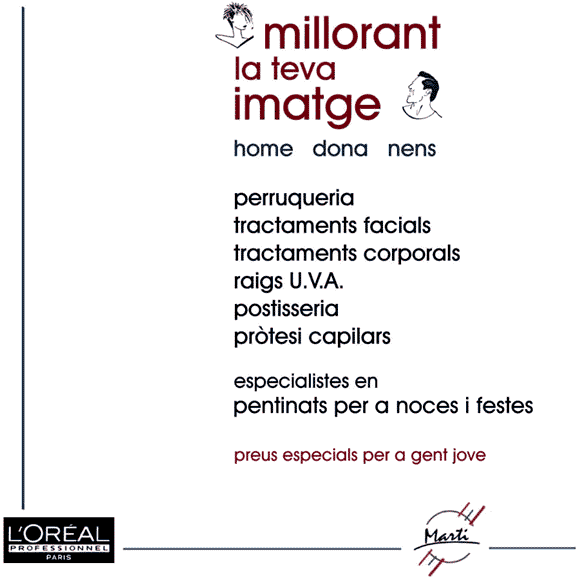 millorant
la teva
imatge
home dona nens
perruqueria
tractaments facials
tractaments corporals
raigs U.V.A.
postisseria
pròtesi capilars
especialistes en
pentinats per a noces i festes
preus especials per a gent jove
L'ORÉAL
PROFESSIONNEL
PARIS
Martí